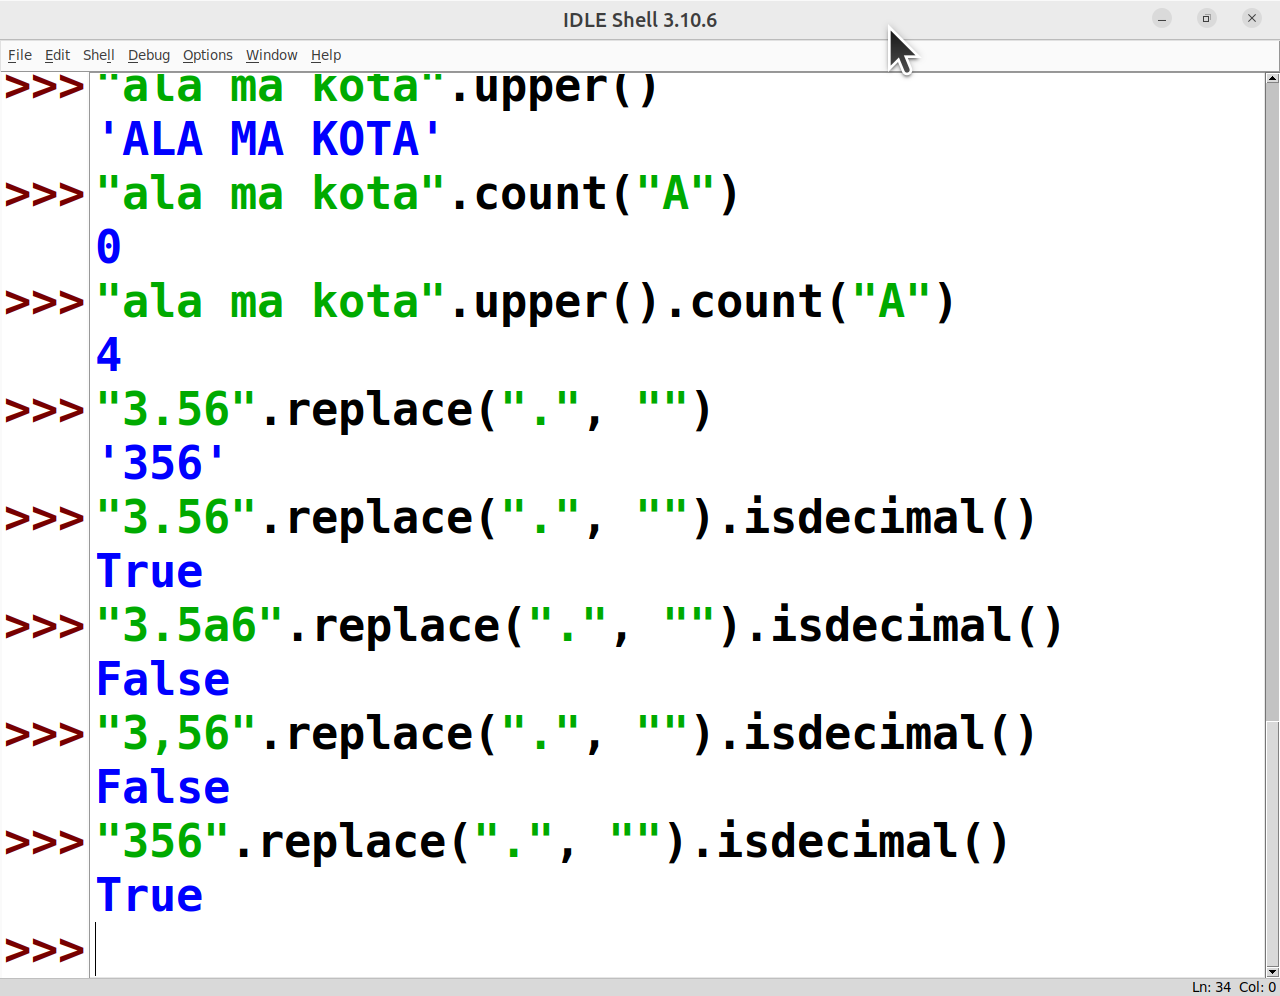 IDLE Shell 3.10.6
File Edit Shell Debug Options Window Help
>>> "ala ma kota".upper()
'ALA MA KOTA'
>>> "ala ma kota".count("A")
0
>>> "ala ma kota".upper().count("A")
4
>>> "3.56".replace(".", "")
'356'
>>> "3.56".replace(".", "").isdecimal()
True
>>> "3.5a6".replace(".", "").isdecimal()
False
>>> "3,56".replace(".", "").isdecimal()
False
>>> "356".replace(".", "").isdecimal()
True
>>>
Ln: 34 Col: 0